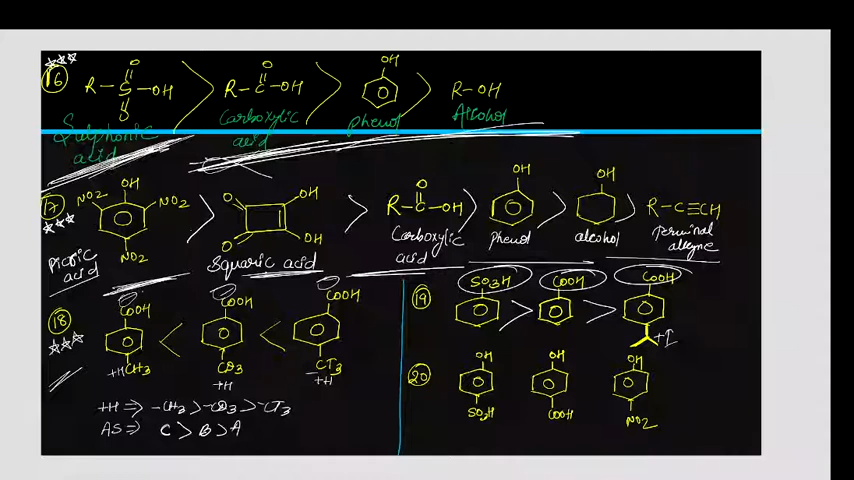 16
R-S-OH > R-C-OH > OH > R-OH
O O O
Sulphonic acid
Carboxylic acid
phenol
Alcohol
17
NO2 OH NO2 NO2 > O O OH OH > R-C-OH O > OH > OH > R-C≡CH
Picric acid
Squaric acid
Carboxylic acid
phenol
alcohol
Terminal alkyne
18
COOH < COOH < COOH
+H CH3
CD3
+H
CT3
+H
+H ⇒ -CH3 > -CD3 > -CT3
AS ⇒ C > B > A
19
SO3H > COOH > COOH
+I
20
OH OH OH
SO3H COOH NO2